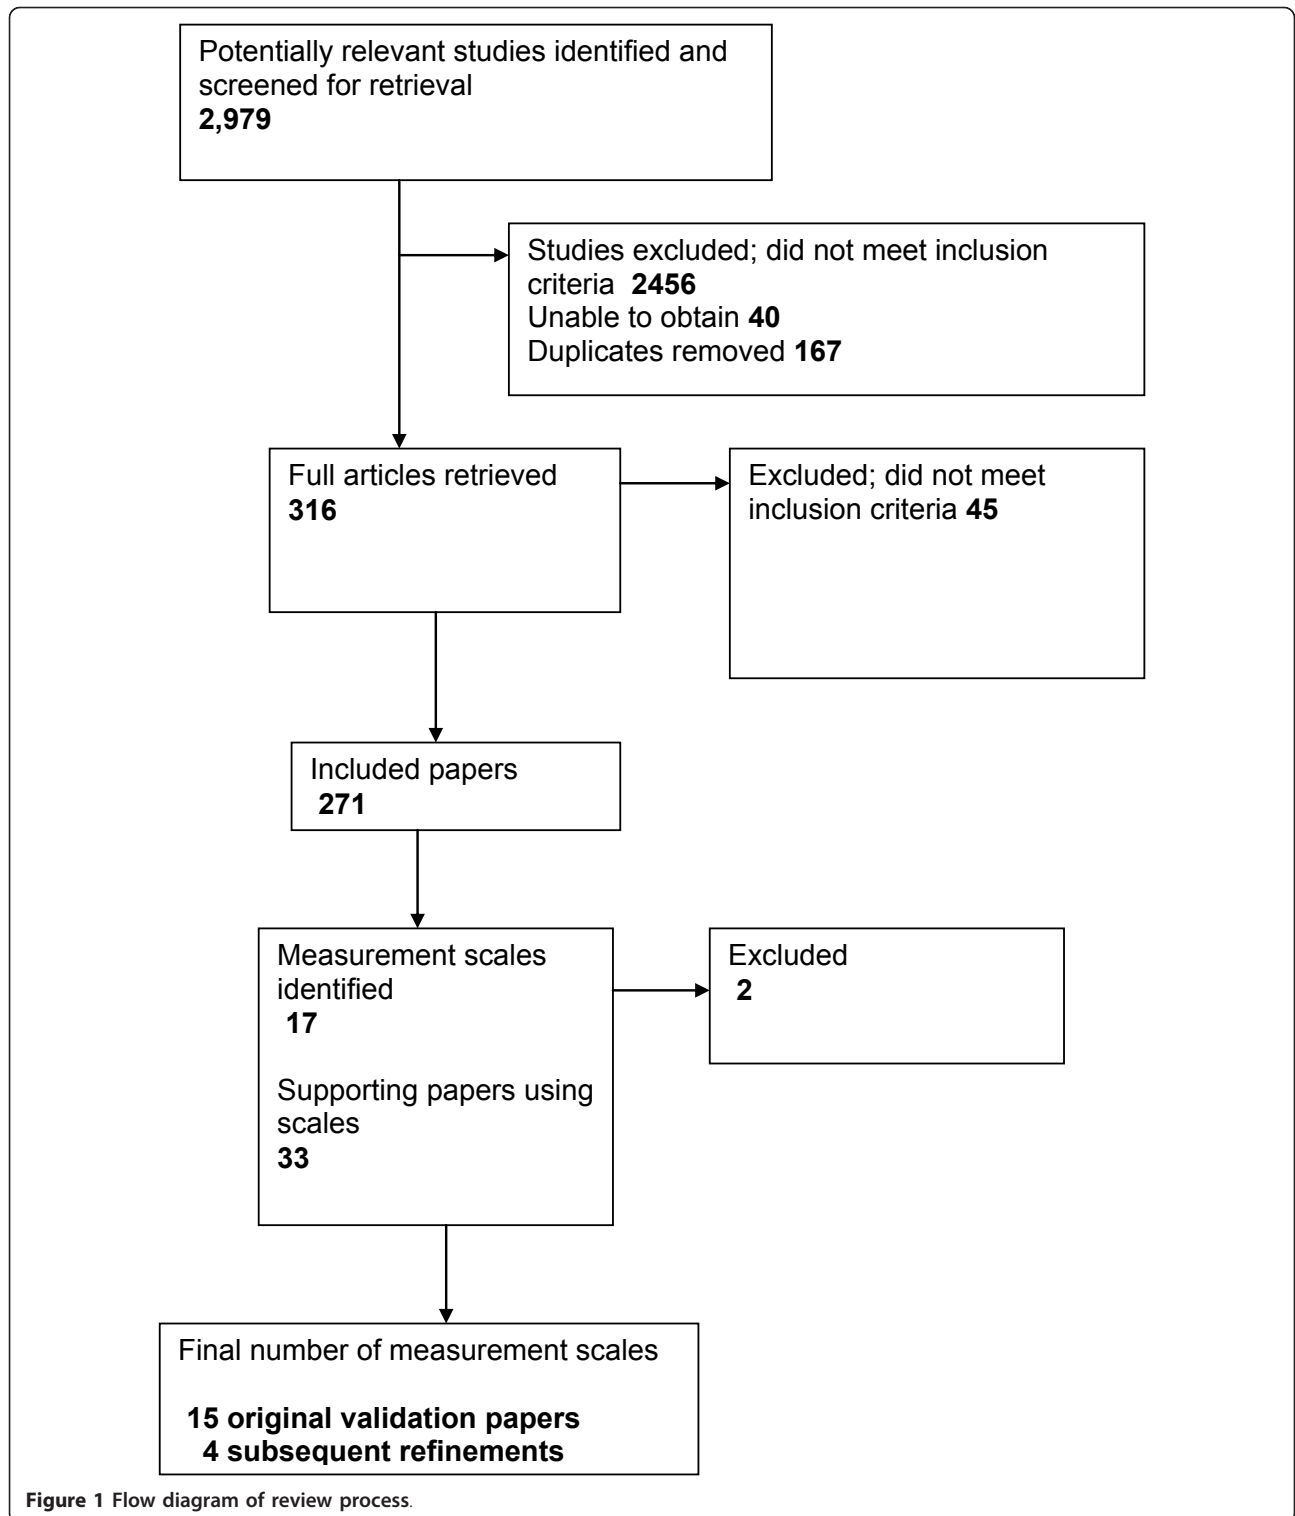 Potentially relevant studies identified and
screened for retrieval
2,979
Studies excluded; did not meet inclusion
criteria 2456
Unable to obtain 40
Duplicates removed 167
Full articles retrieved
316
Excluded; did not meet
inclusion criteria 45
Included papers
271
Measurement scales
identified
17
Supporting papers using
scales
33
Excluded
2
Final number of measurement scales
15 original validation papers
4 subsequent refinements
Figure 1 Flow diagram of review process.